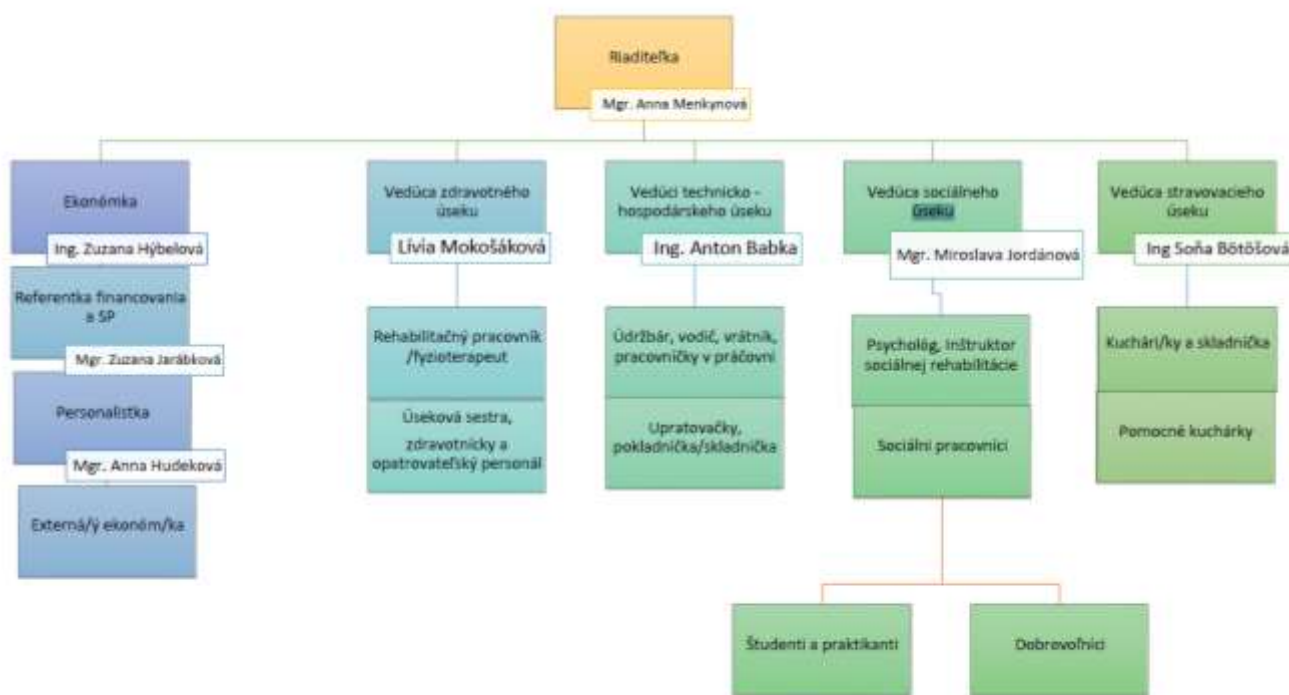 Riaditeľka
Mgr. Anna Menkynová
Ekonómka
Ing. Zuzana Hýbelová
Referentka financovania
a SP
Mgr. Zuzana Jarábková
Personalistka
Mgr. Anna Hudeková
Externá/ý ekonóm/ka
Vedúca zdravotného
úseku
Lívia Mokošáková
Rehabilitačný pracovník
/fyzioterapeut
Úseková sestra,
zdravotnícky a
opatrovateľský personál
Vedúci technicko -
hospodárskeho úseku
Ing. Anton Babka
Údržbár, vodič, vrátnik,
pracovníčky v práčovni
Upratovačky,
pokladníčka/skladníčka
Vedúca sociálneho
úseku
Mgr. Miroslava Jordánová
Psychológ, inštruktor
sociálnej rehabilitácie
Sociálni pracovníci
Študenti a praktikanti
Dobrovoľníci
Vedúca stravovacieho
úseku
Ing Soňa Bötöšová
Kuchári/ky a skladníčka
Pomocné kuchárky